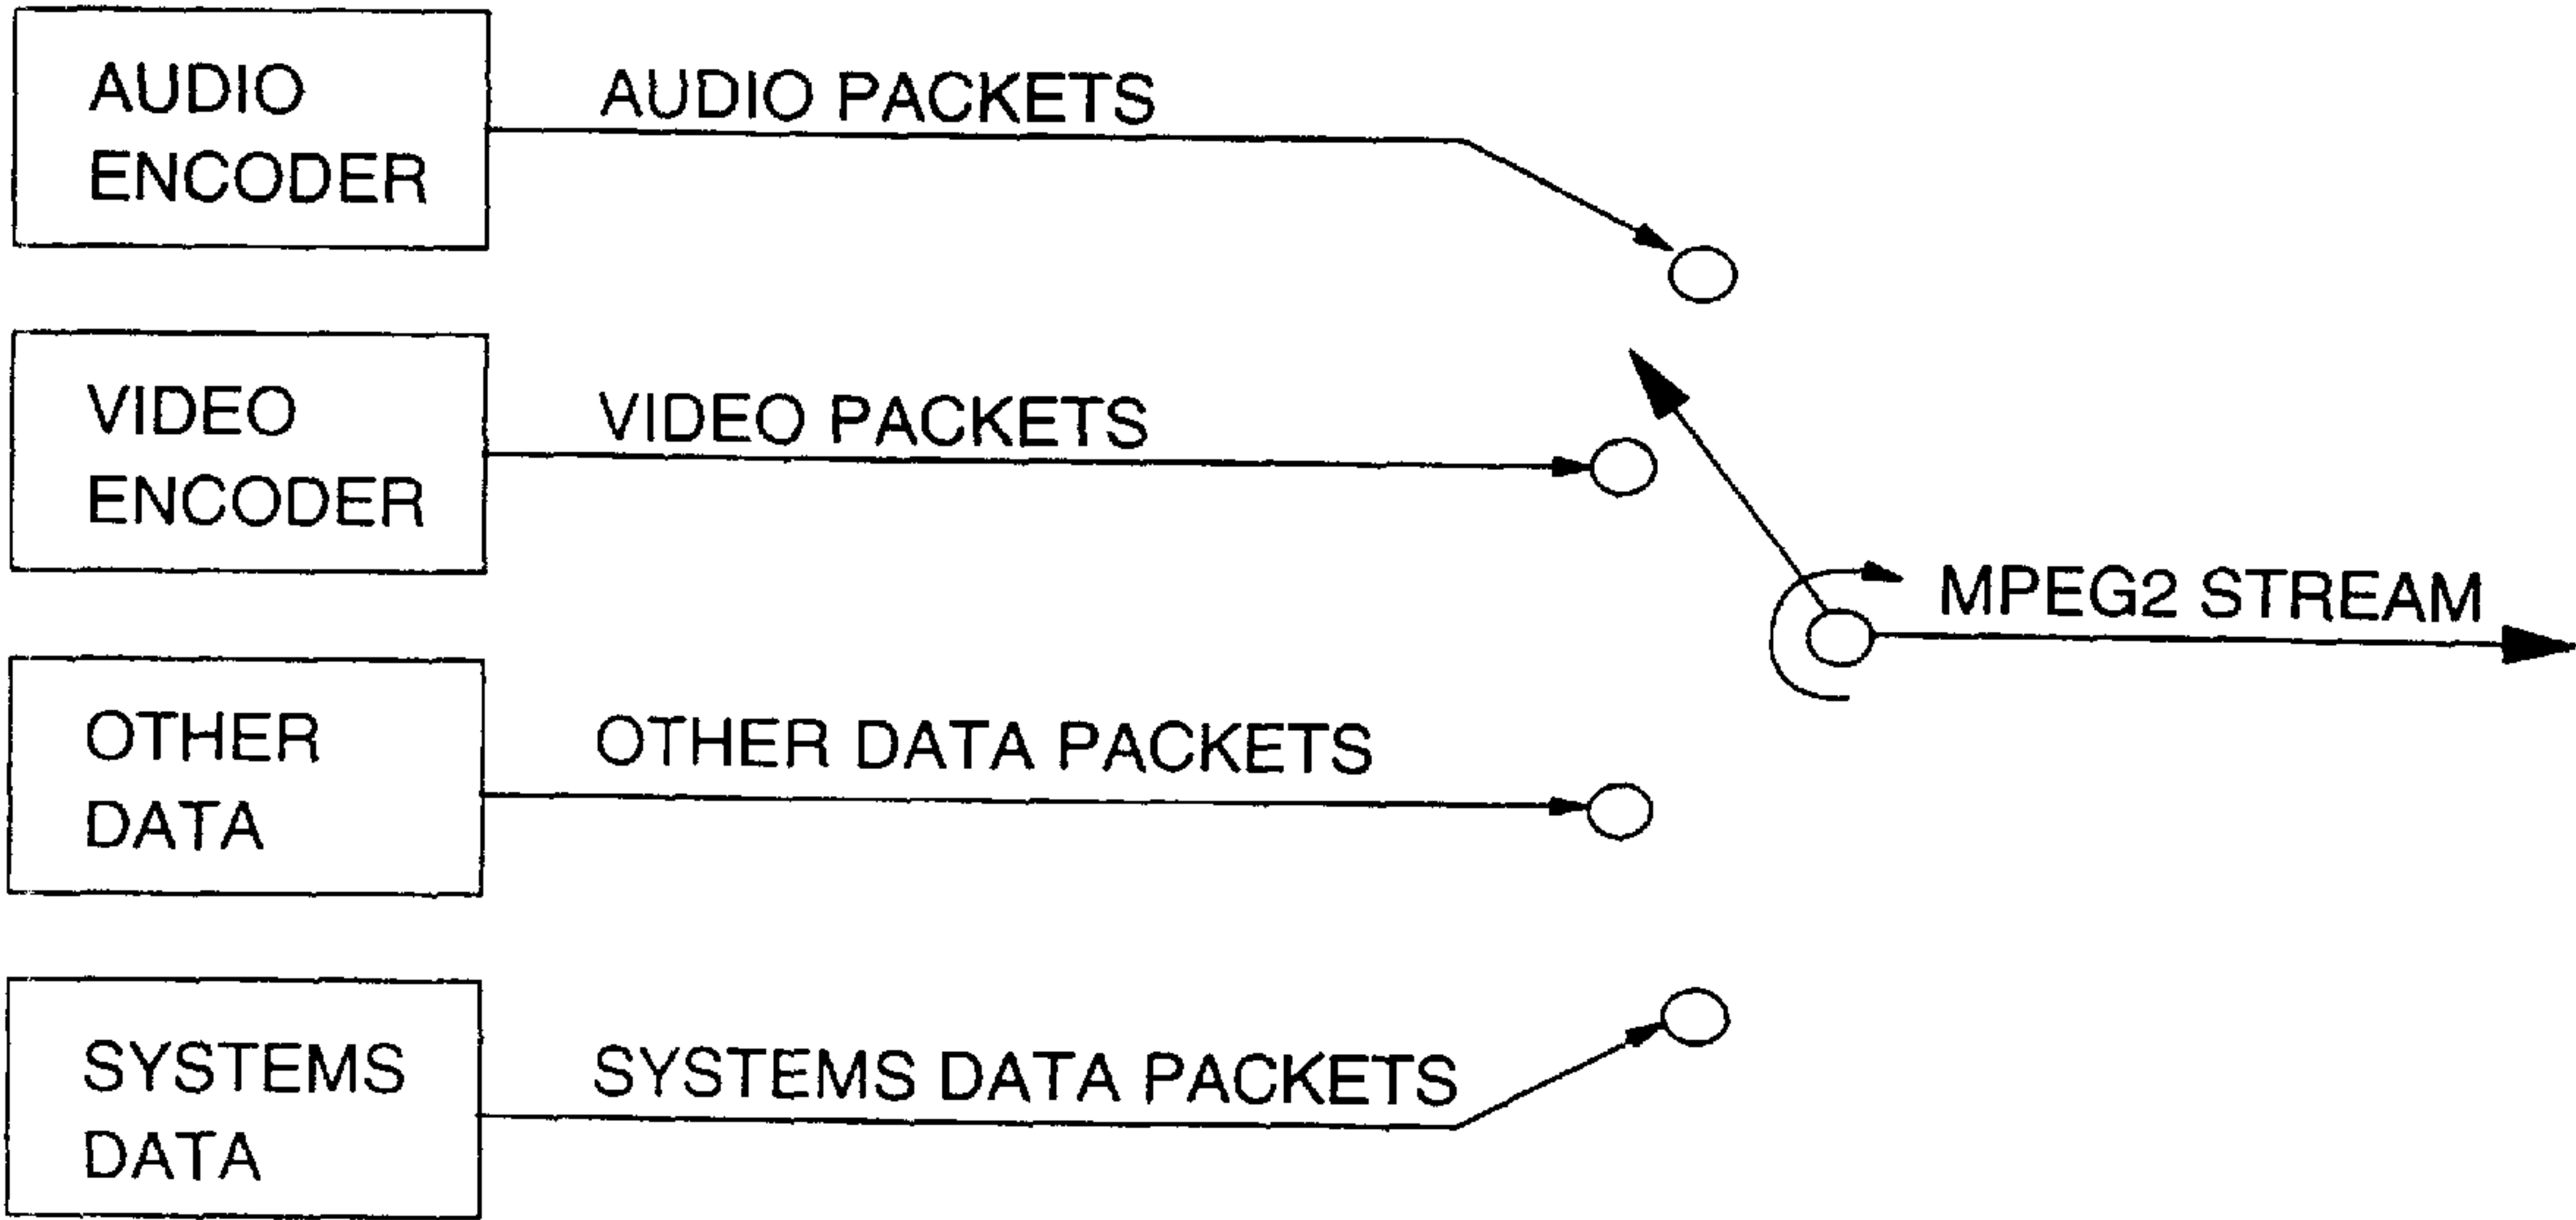 AUDIO
ENCODER
AUDIO PACKETS
VIDEO
ENCODER
VIDEO PACKETS
MPEG2 STREAM
OTHER
DATA
OTHER DATA PACKETS
SYSTEMS
DATA
SYSTEMS DATA PACKETS